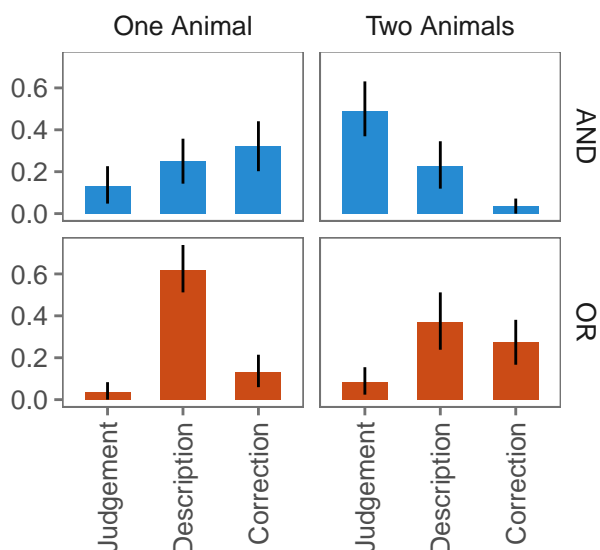 One Animal Two Animals
0.6
0.4
0.2
0.0
AND
0.6
0.4
0.2
0.0
OR
Judgement
Description
Correction
Judgement
Description
Correction